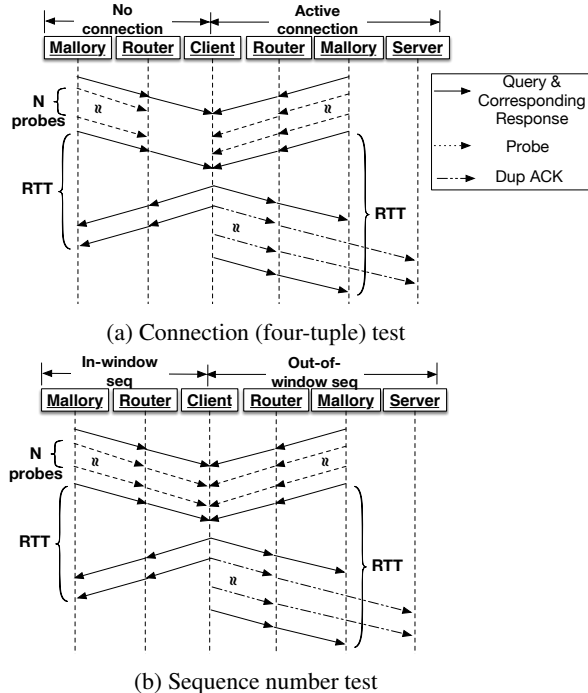 No connection
Active connection
Mallory Router Client Router Mallory Server
N probes
≈
≈
RTT
RTT
≈
Query & Corresponding Response
Probe
Dup ACK
(a) Connection (four-tuple) test
In-window seq
Out-of-window seq
Mallory Router Client Router Mallory Server
N probes
≈
≈
RTT
RTT
≈
(b) Sequence number test